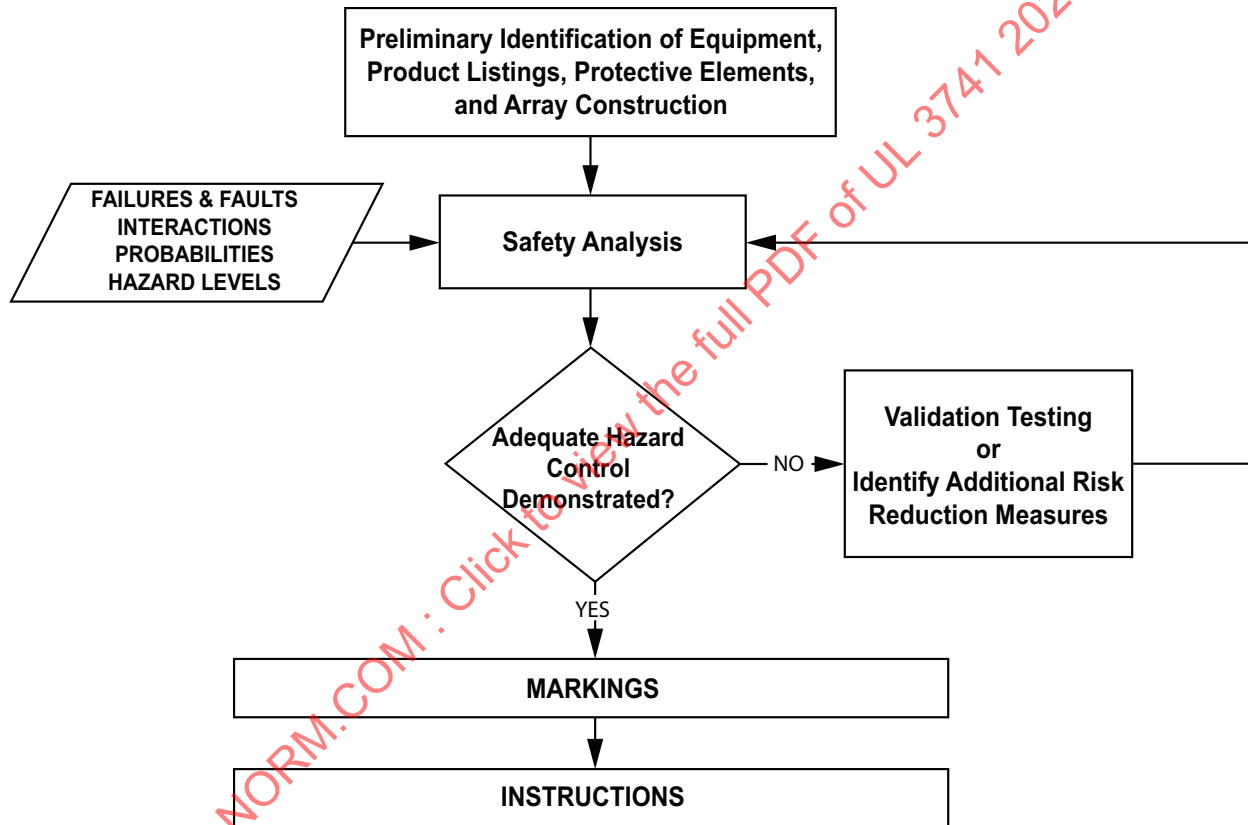 Preliminary Identification of Equipment,
Product Listings, Protective Elements,
and Array Construction
FAILURES & FAULTS
INTERACTIONS
PROBABILITIES
HAZARD LEVELS
Safety Analysis
Adequate Hazard
Control
Demonstrated?
NO
Validation Testing
or
Identify Additional Risk
Reduction Measures
YES
MARKINGS
INSTRUCTIONS
NORM.COM : Click to view the full PDF of UL 3741